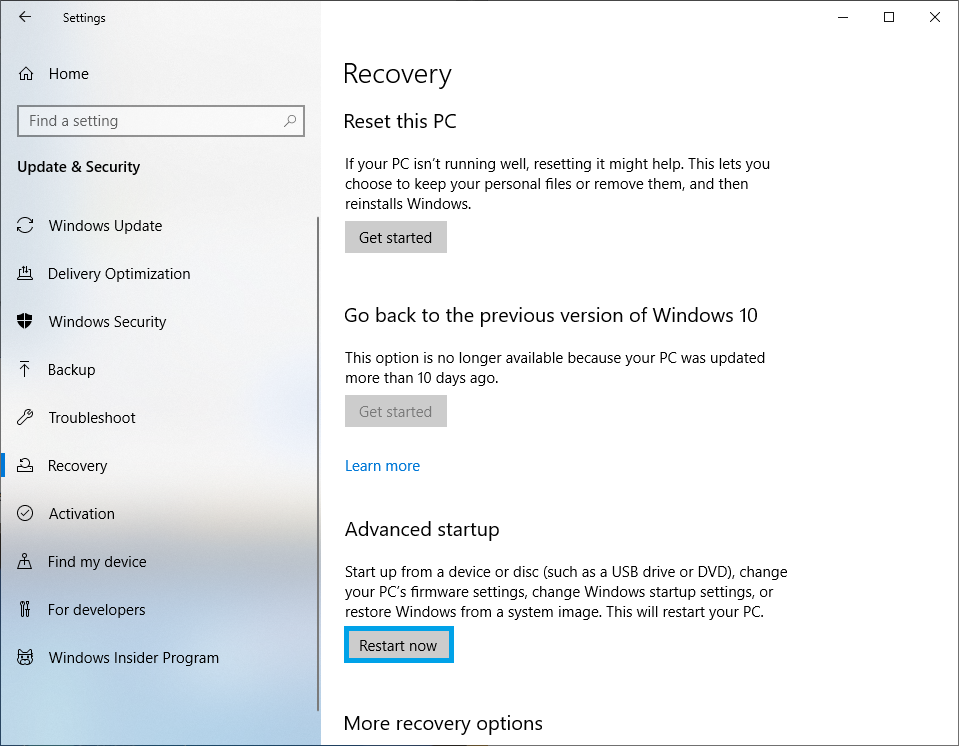 Settings
Home
Find a setting
Update & Security
Windows Update
Delivery Optimization
Windows Security
Backup
Troubleshoot
Recovery
Activation
Find my device
For developers
Windows Insider Program
Recovery
Reset this PC
If your PC isn't running well, resetting it might help. This lets you
choose to keep your personal files or remove them, and then
reinstalls Windows.
Get started
Go back to the previous version of Windows 10
This option is no longer available because your PC was updated
more than 10 days ago.
Get started
Learn more
Advanced startup
Start up from a device or disc (such as a USB drive or DVD), change
your PC's firmware settings, change Windows startup settings, or
restore Windows from a system image. This will restart your PC.
Restart now
More recovery options